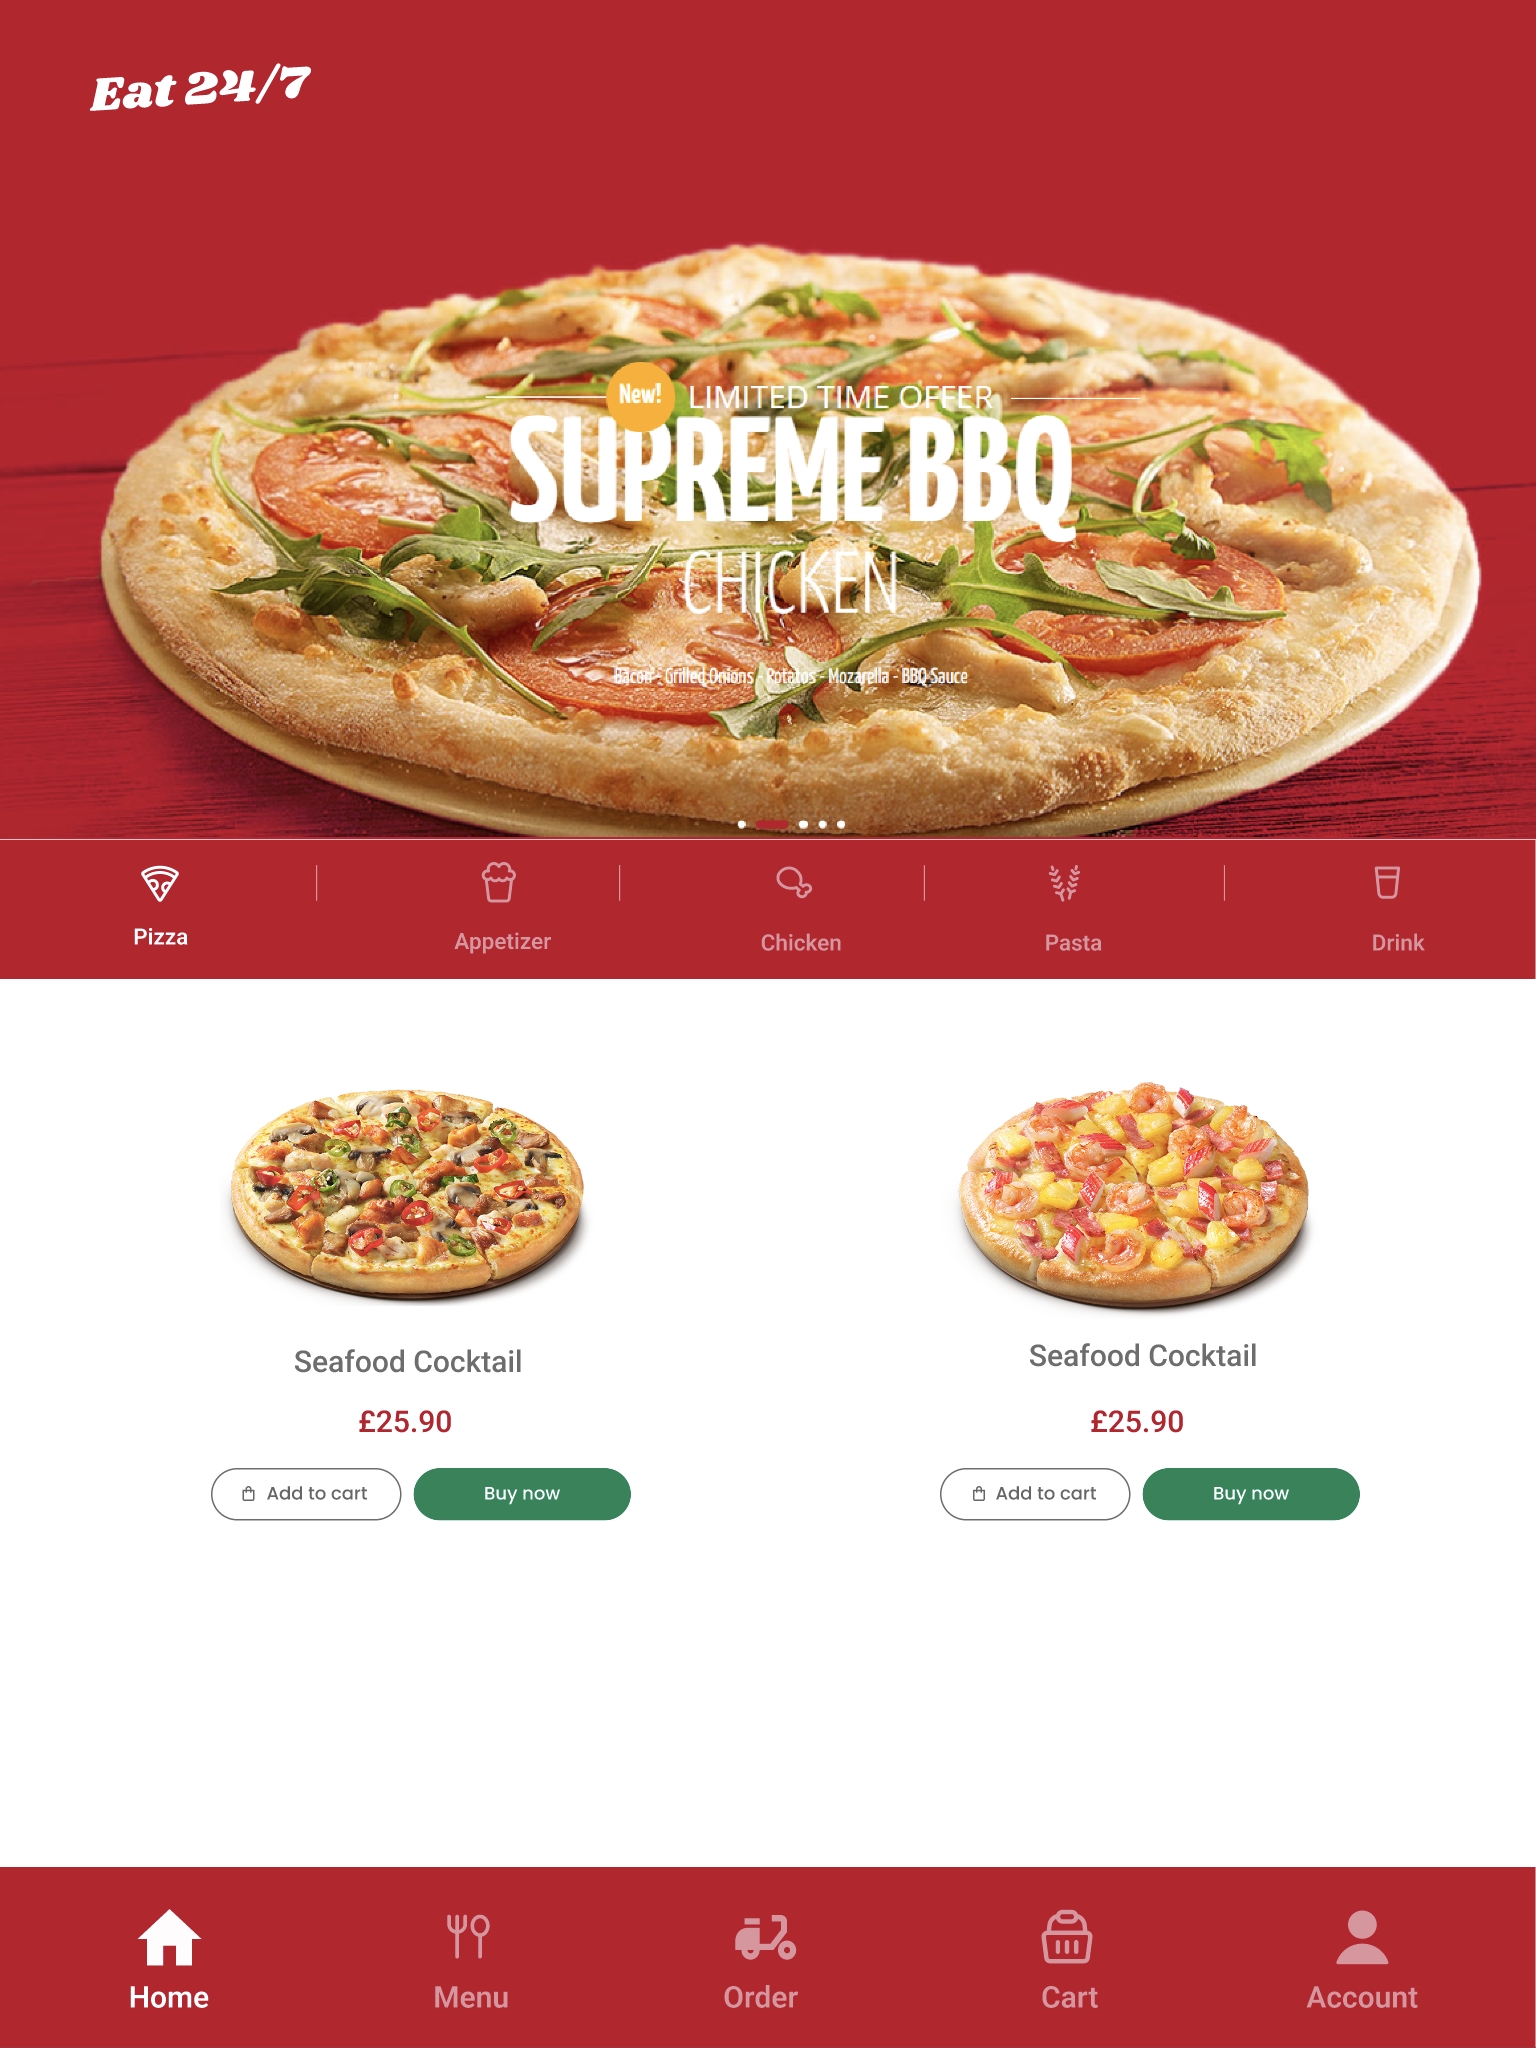 Eat 24/7
New! LIMITED TIME OFFER
SUPREME BBQ
CHICKEN
Bacon - Grilled Onions - Potatos - Mozarella - BBQ Sauce
Pizza Appetizer Chicken Pasta Drink
Seafood Cocktail Seafood Cocktail
£25.90 £25.90
Add to cart Buy now Add to cart Buy now
Home Menu Order Cart Account